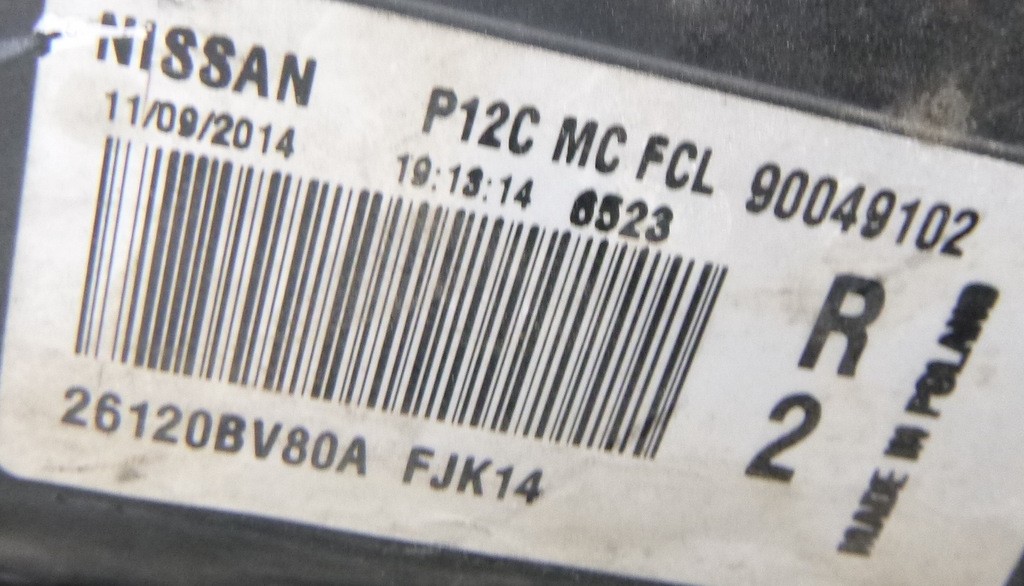 NISSAN
P12C MC FCL 90049102
11/09/2014 19:13:14 6523
R
2
26120BV80A FJK14
MADE IN POLAND